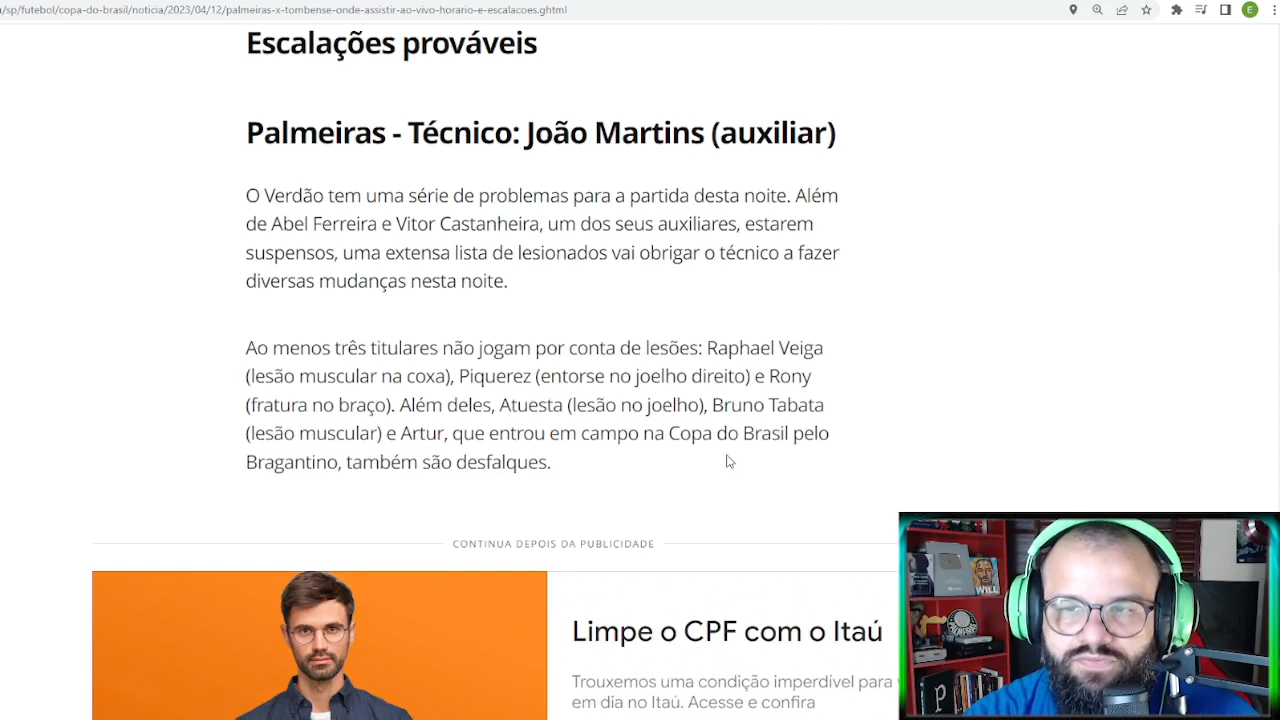 /sp/futebol/copa-do-brasil/noticia/2023/04/12/palmeiras-x-tombense-onde-assistir-ao-vivo-horario-e-escalacoes.ghtml
E
Escalações prováveis
Palmeiras - Técnico: João Martins (auxiliar)
O Verdão tem uma série de problemas para a partida desta noite. Além
de Abel Ferreira e Vitor Castanheira, um dos seus auxiliares, estarem
suspensos, uma extensa lista de lesionados vai obrigar o técnico a fazer
diversas mudanças nesta noite.
Ao menos três titulares não jogam por conta de lesões: Raphael Veiga
(lesão muscular na coxa), Piquerez (entorse no joelho direito) e Rony
(fratura no braço). Além deles, Atuesta (lesão no joelho), Bruno Tabata
(lesão muscular) e Artur, que entrou em campo na Copa do Brasil pelo
Bragantino, também são desfalques.
CONTINUA DEPOIS DA PUBLICIDADE
Limpe o CPF com o Itaú
Trouxemos uma condição imperdível para
em dia no Itaú. Acesse e confira
WILL
PALMEIRAS